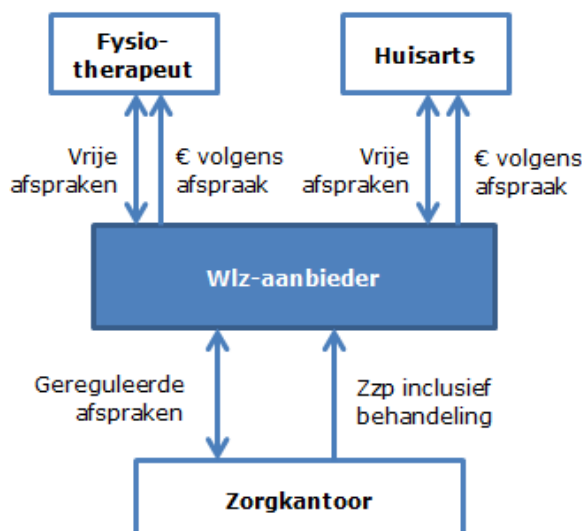 Fysio-
therapeut
Huisarts
Vrije
afspraken
€ volgens
afspraak
Vrije
afspraken
€ volgens
afspraak
Wlz-aanbieder
Gereguleerde
afspraken
Zzp inclusief
behandeling
Zorgkantoor